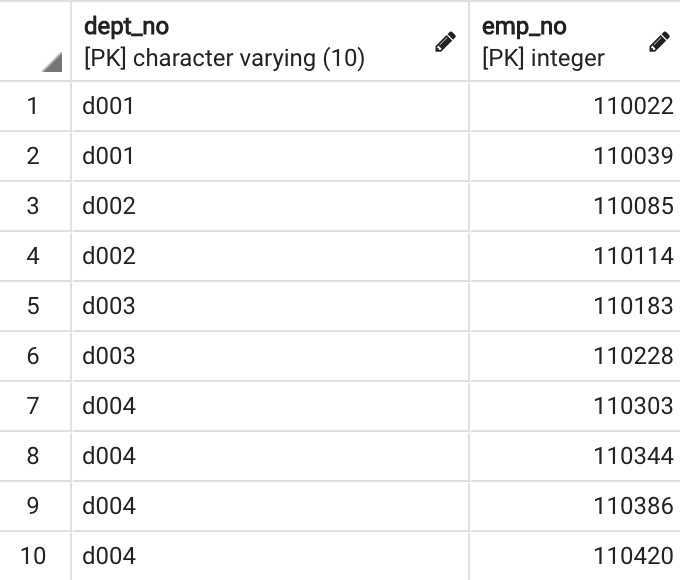 dept_no emp_no
[PK] character varying (10) [PK] integer
1 d001 110022
2 d001 110039
3 d002 110085
4 d002 110114
5 d003 110183
6 d003 110228
7 d004 110303
8 d004 110344
9 d004 110386
10 d004 110420